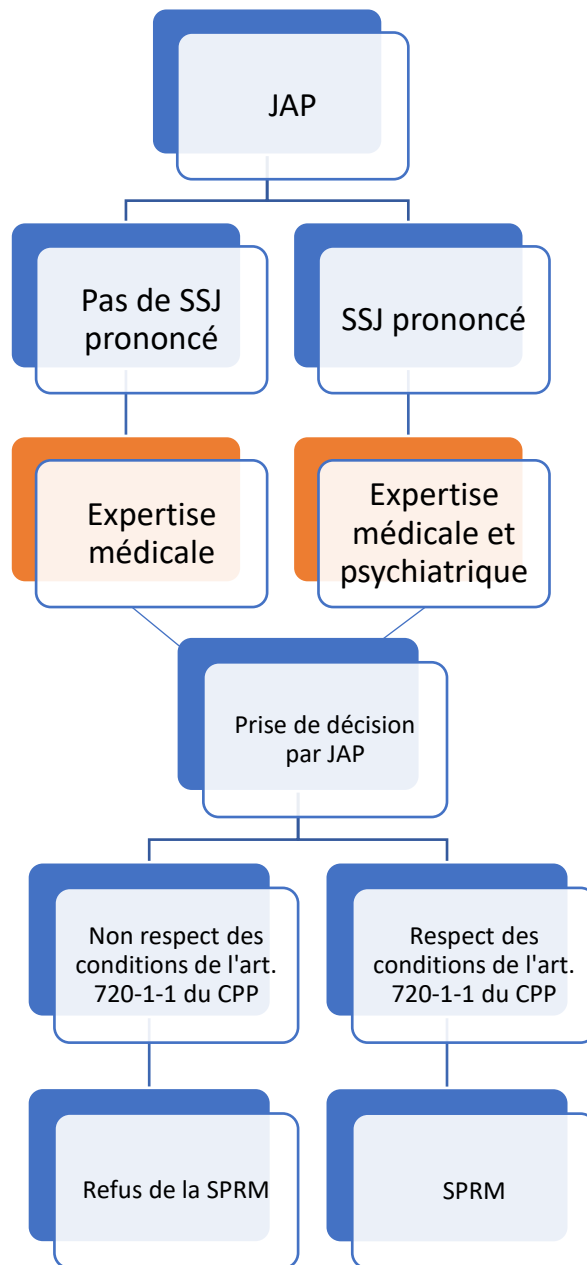 JAP
Pas de SSJ
prononcé
SSJ prononcé
Expertise
médicale
Expertise
médicale et
psychiatrique
Prise de décision
par JAP
Non respect des
conditions de l'art.
720-1-1 du CPP
Respect des
conditions de l'art.
720-1-1 du CPP
Refus de la SPRM
SPRM